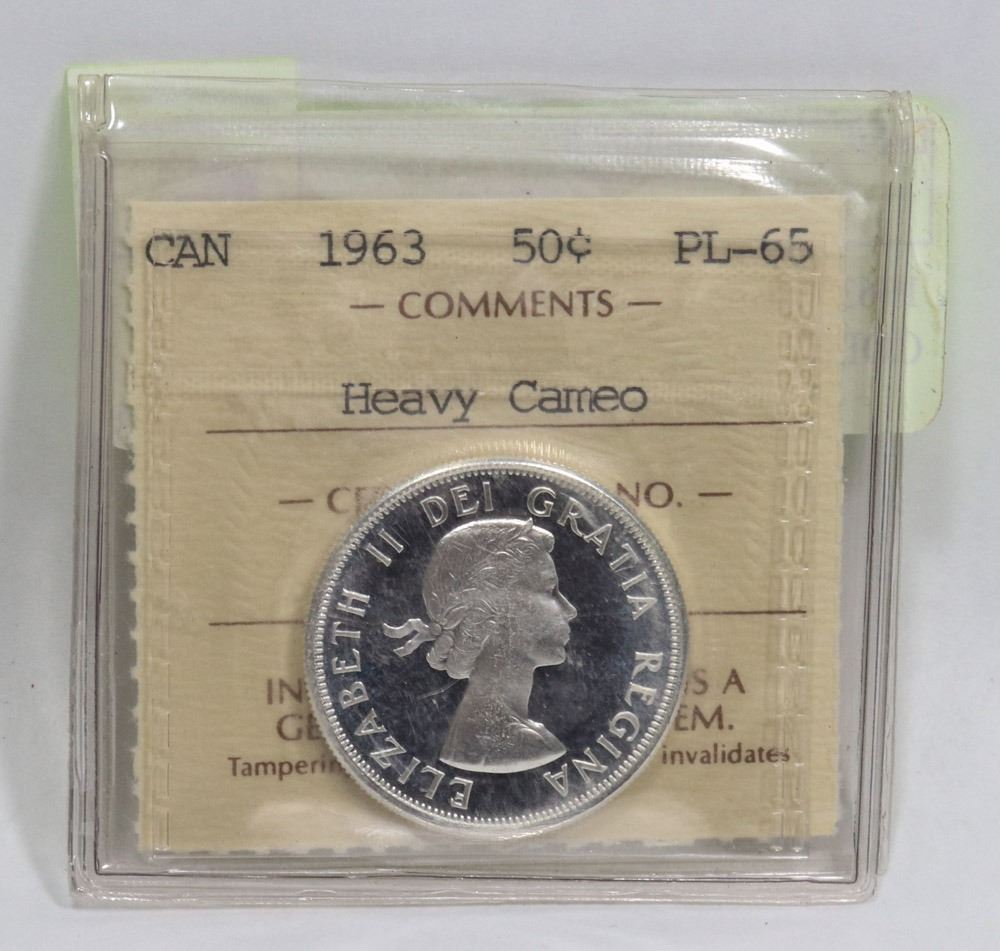 CAN 1963 50¢ PL-65
— COMMENTS —
Heavy Cameo
— NO. —
IN S A
GE EM.
Tamperin invalidates
ELIZABETH II DEI GRATIA REGINA